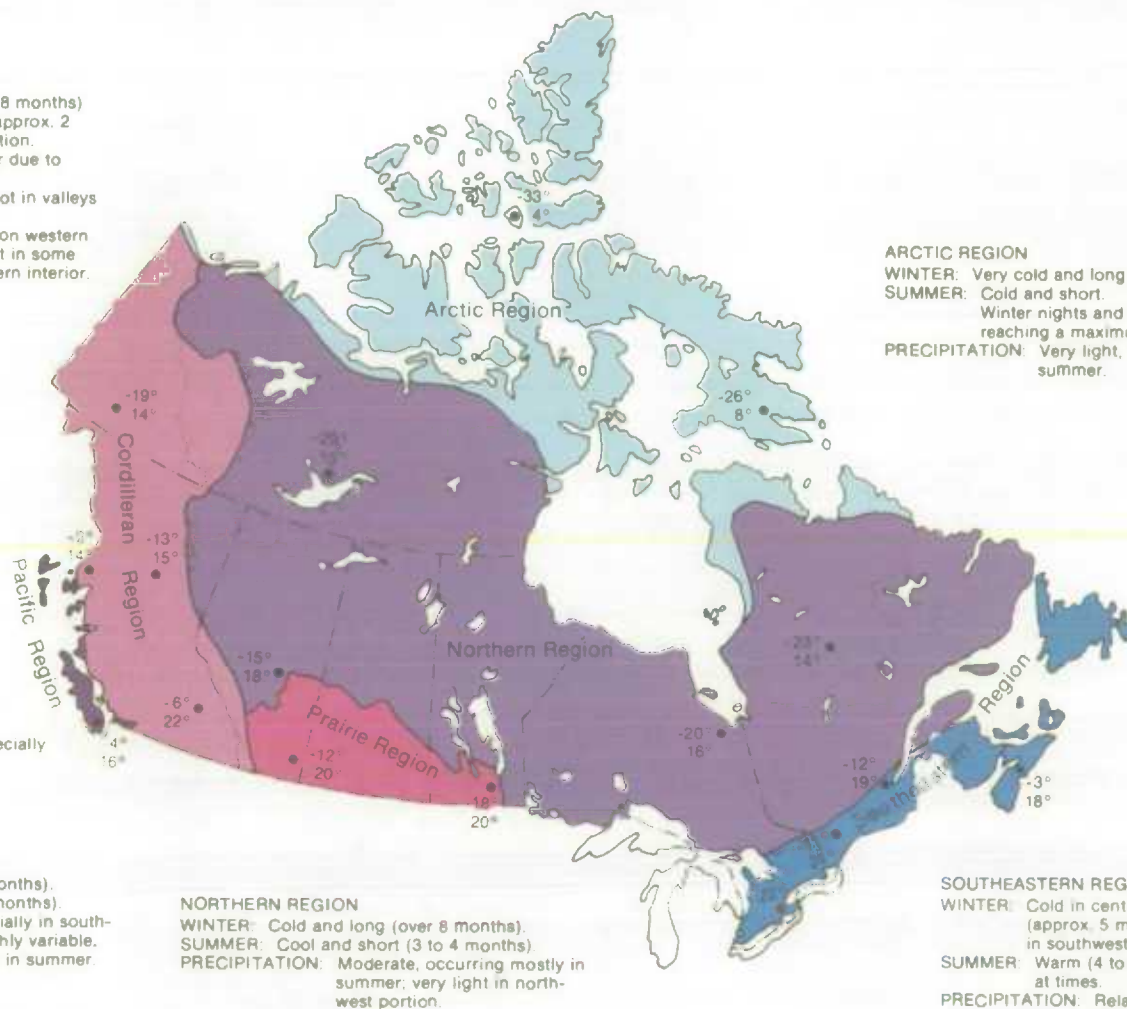 8 months)
approx. 2
tion.
r due to
ot in valleys
on western
t in some
ern interior.
-33°
4°
ARCTIC REGION
WINTER: Very cold and long
SUMMER: Cold and short.
Winter nights and
reaching a maximu
PRECIPITATION: Very light,
summer.
Arctic Region
-26°
8°
-19°
14°
Cordilleran Region
-13°
15°
Pacific Region
Northern Region
-23°
14°
-15°
18°
-6°
22°
Prairie Region
-12°
20°
-20°
16°
-12°
19°
Southeastern Region
-3°
18°
4°
16°
-18°
20°
ecially
onths).
months).
ially in south-
hly variable.
in summer.
NORTHERN REGION
WINTER: Cold and long (over 8 months).
SUMMER: Cool and short (3 to 4 months).
PRECIPITATION: Moderate, occurring mostly in
summer; very light in north-
west portion.
SOUTHEASTERN REG
WINTER: Cold in cent
(approx. 5 m
in southwest
SUMMER: Warm (4 to
at times.
PRECIPITATION: Rela